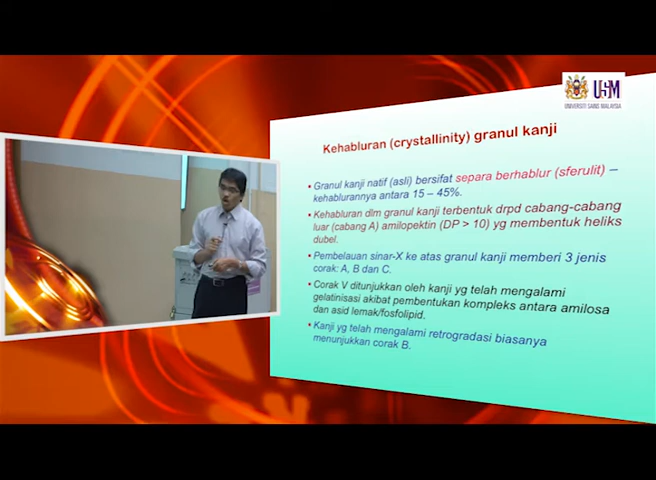 USM
UNIVERSITI SAINS MALAYSIA
Kehabluran (crystallinity) granul kanji
• Granul kanji natif (asli) bersifat separa berhablur (sferulit) –
kehablurannya antara 15 – 45%.
• Kehabluran dlm granul kanji terbentuk drpd cabang-cabang
luar (cabang A) amilopektin (DP > 10) yg membentuk heliks
dubel.
• Pembelauan sinar-X ke atas granul kanji memberi 3 jenis
corak: A, B dan C.
• Corak V ditunjukkan oleh kanji yg telah mengalami
gelatinisasi akibat pembentukan kompleks antara amilosa
dan asid lemak/fosfolipid.
• Kanji yg telah mengalami retrogradasi biasanya
menunjukkan corak B.